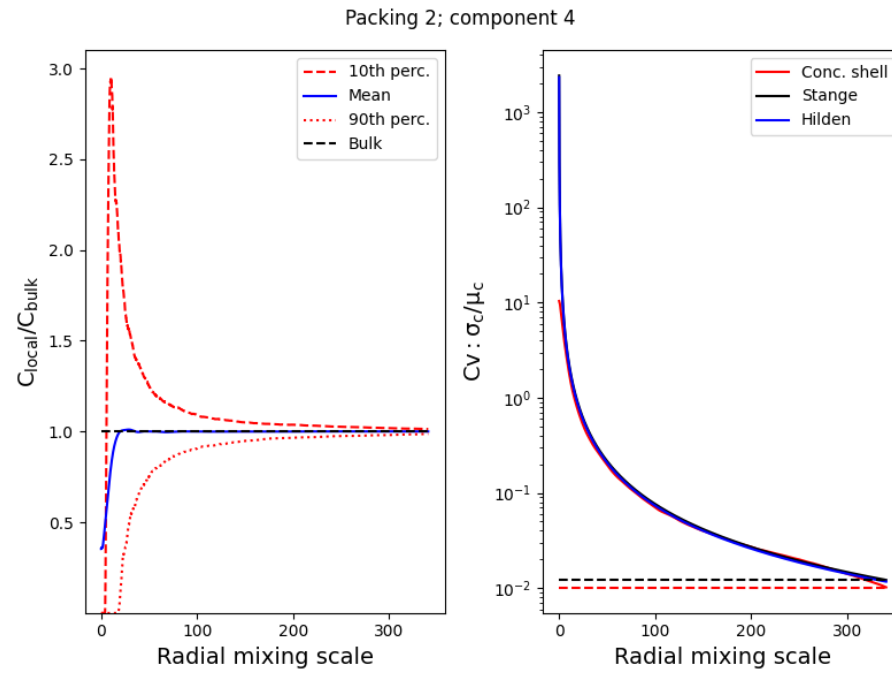 Packing 2; component 4
3.0
2.5
2.0
1.5
1.0
0.5
C_local/C_bulk
0
100
200
300
Radial mixing scale
10th perc.
Mean
90th perc.
Bulk
10^3
10^2
10^1
10^0
10^-1
10^-2
Cv : σ_c/μ_c
0
100
200
300
Radial mixing scale
Conc. shell
Stange
Hilden